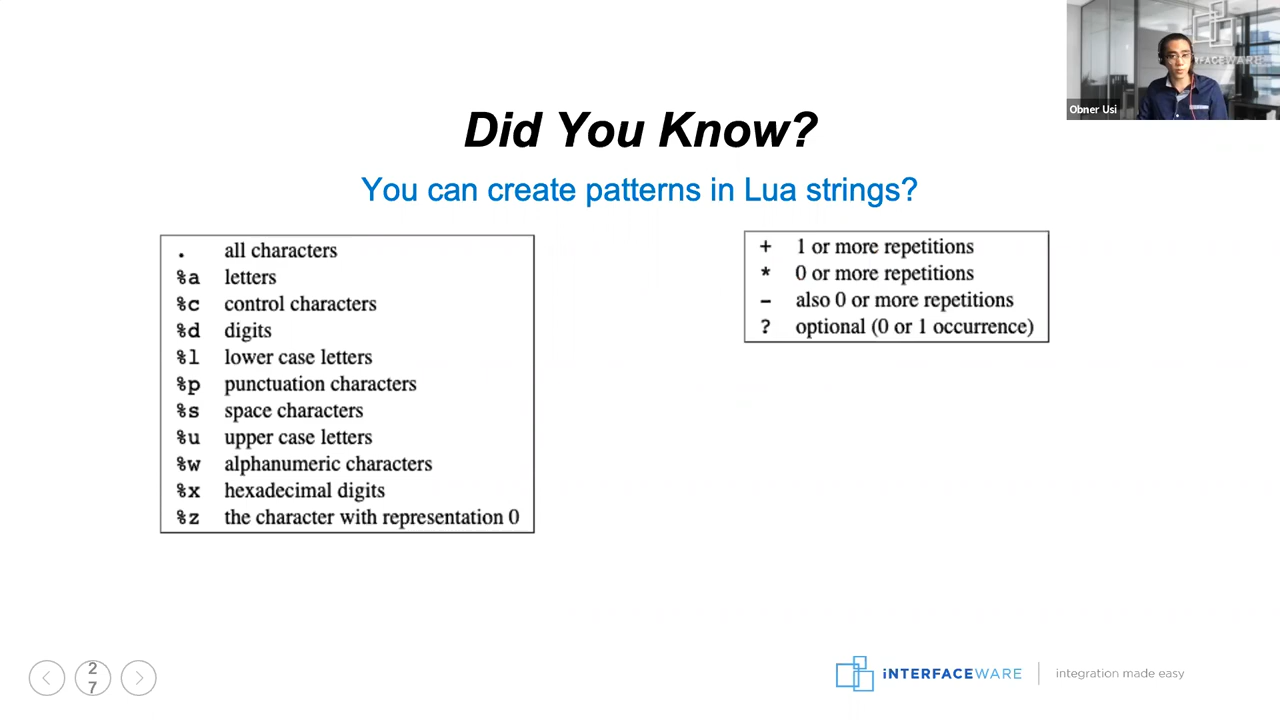 Did You Know?
You can create patterns in Lua strings?
. all characters
%a letters
%c control characters
%d digits
%l lower case letters
%p punctuation characters
%s space characters
%u upper case letters
%w alphanumeric characters
%x hexadecimal digits
%z the character with representation 0
+ 1 or more repetitions
* 0 or more repetitions
- also 0 or more repetitions
? optional (0 or 1 occurrence)
Obner Usi
2
7
iNTERFACEWARE
integration made easy